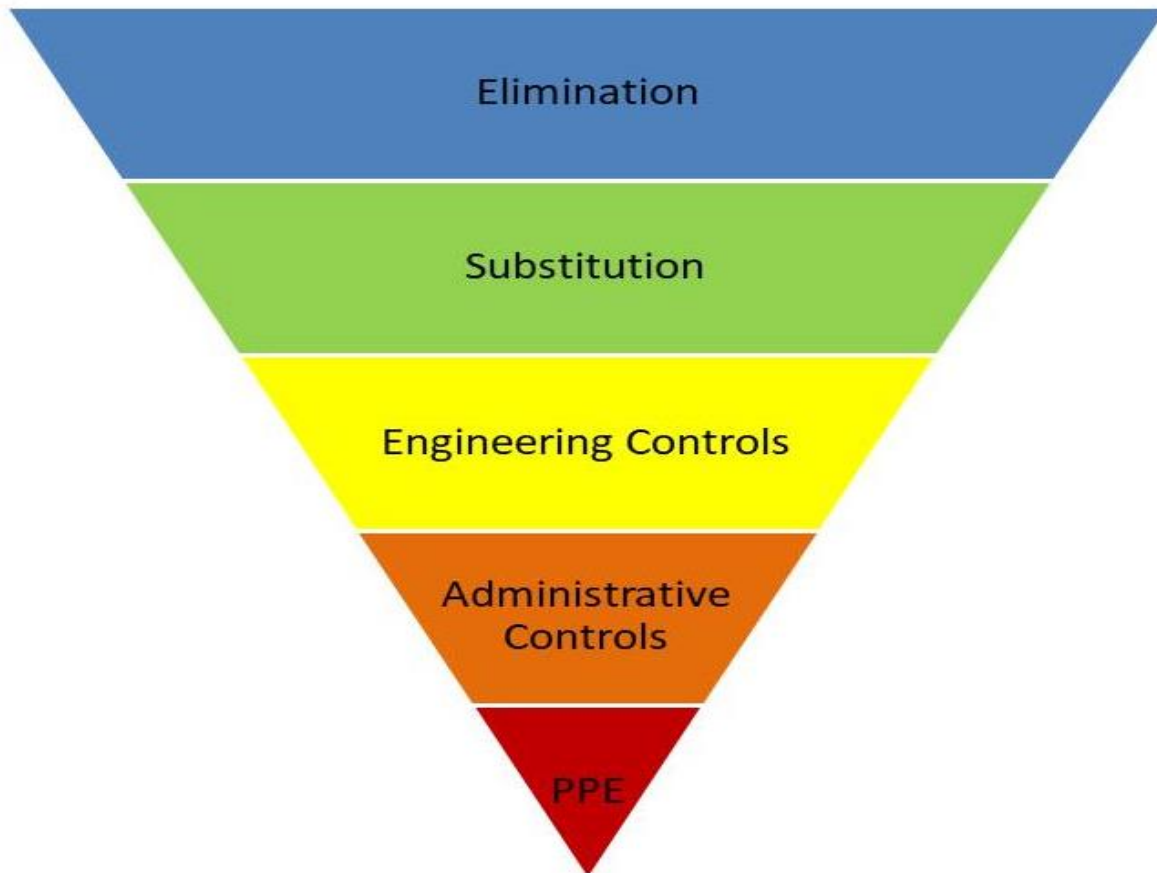 Elimination
Substitution
Engineering Controls
Administrative
Controls
PPE